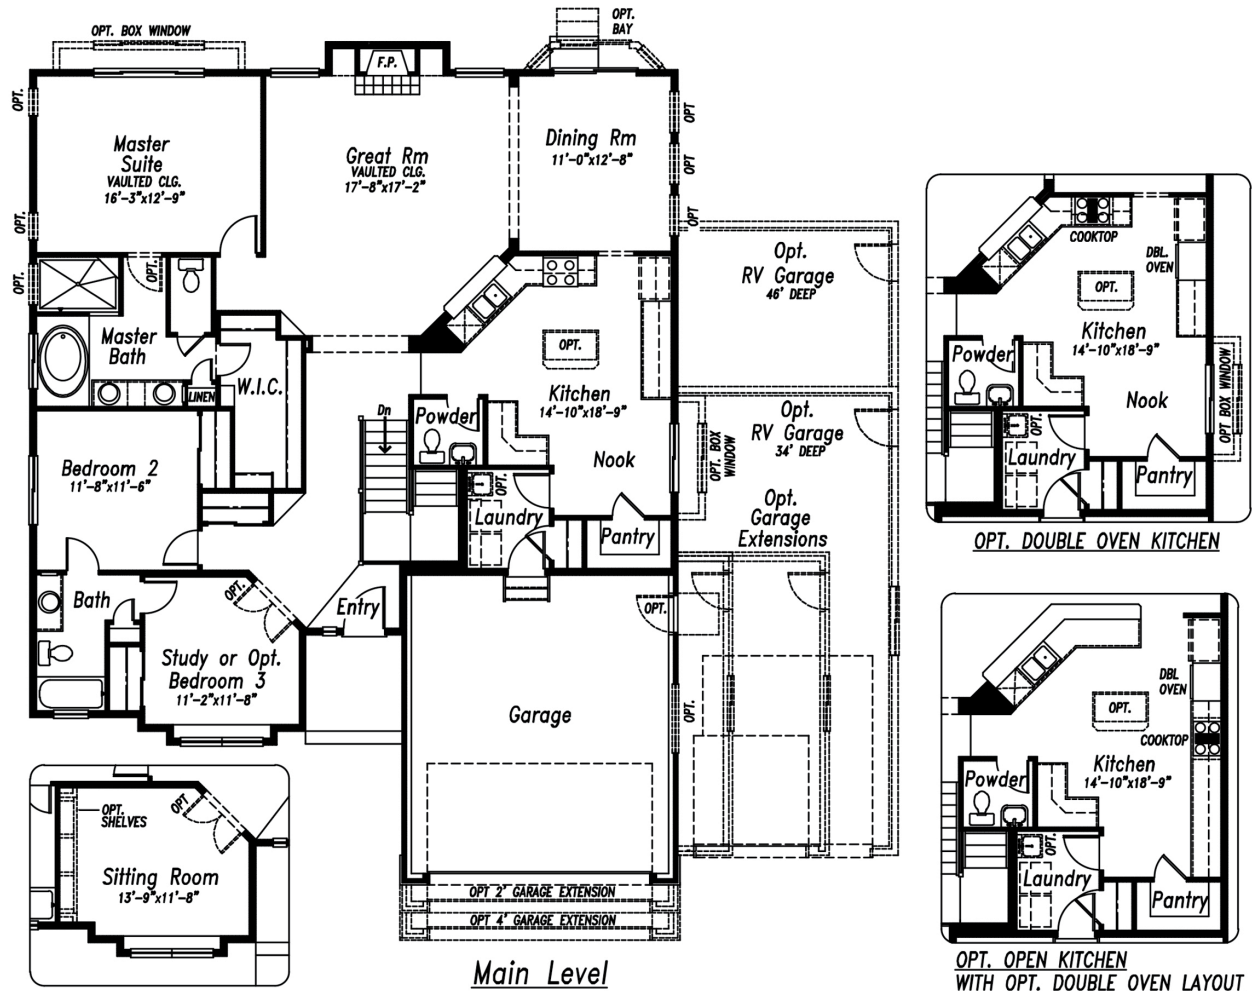 OPT. BOX WINDOW
OPT.
BAY
F.P.
OPT.
OPT
Master
Suite
VAULTED CLG.
16'-3"x12'-9"
Great Rm
VAULTED CLG.
17'-8"x17'-2"
Dining Rm
11'-0"x12'-8"
OPT
OPT
OPT.
OPT.
OPT.
Master
Bath
LINEN
W.I.C.
OPT.
Kitchen
14'-10"x18'-9"
Opt.
RV Garage
46' DEEP
Dn
Powder
Nook
OPT. BOX
WINDOW
Opt.
RV Garage
34' DEEP
Bedroom 2
11'-8"x11'-6"
OPT.
Laundry
Pantry
Opt.
Garage
Extensions
Bath
OPT.
Entry
OPT.
Study or Opt.
Bedroom 3
11'-2"x11'-8"
Garage
OPT.
OPT.
SHELVES
OPT
Sitting Room
13'-9"x11'-8"
OPT 2' GARAGE EXTENSION
OPT 4' GARAGE EXTENSION
Main Level
COOKTOP
DBL.
OVEN
OPT.
Kitchen
14'-10"x18'-9"
Powder
Nook
OPT BOX WINDOW
OPT.
Laundry
Pantry
OPT. DOUBLE OVEN KITCHEN
DBL
OVEN
OPT.
COOKTOP
Kitchen
14'-10"x18'-9"
Powder
OPT.
Laundry
Pantry
OPT. OPEN KITCHEN
WITH OPT. DOUBLE OVEN LAYOUT